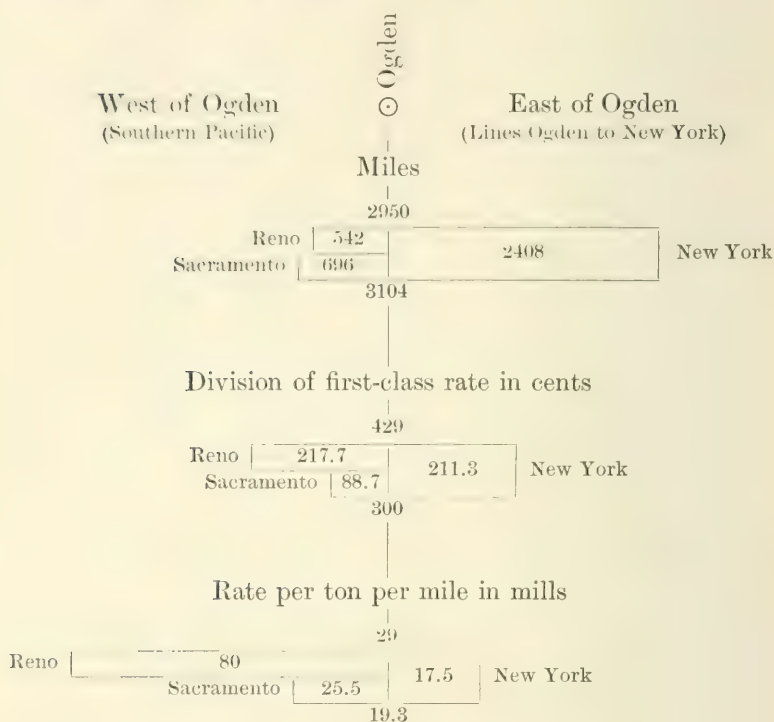 Ogden
West of Ogden East of Ogden
(Southern Pacific) (Lines Ogden to New York)
Miles
2950
Reno 542 2408 New York
Sacramento 696
3104
Division of first-class rate in cents
429
Reno 217.7 211.3 New York
Sacramento 88.7
300
Rate per ton per mile in mills
29
Reno 80 17.5 New York
Sacramento 25.5
19.3